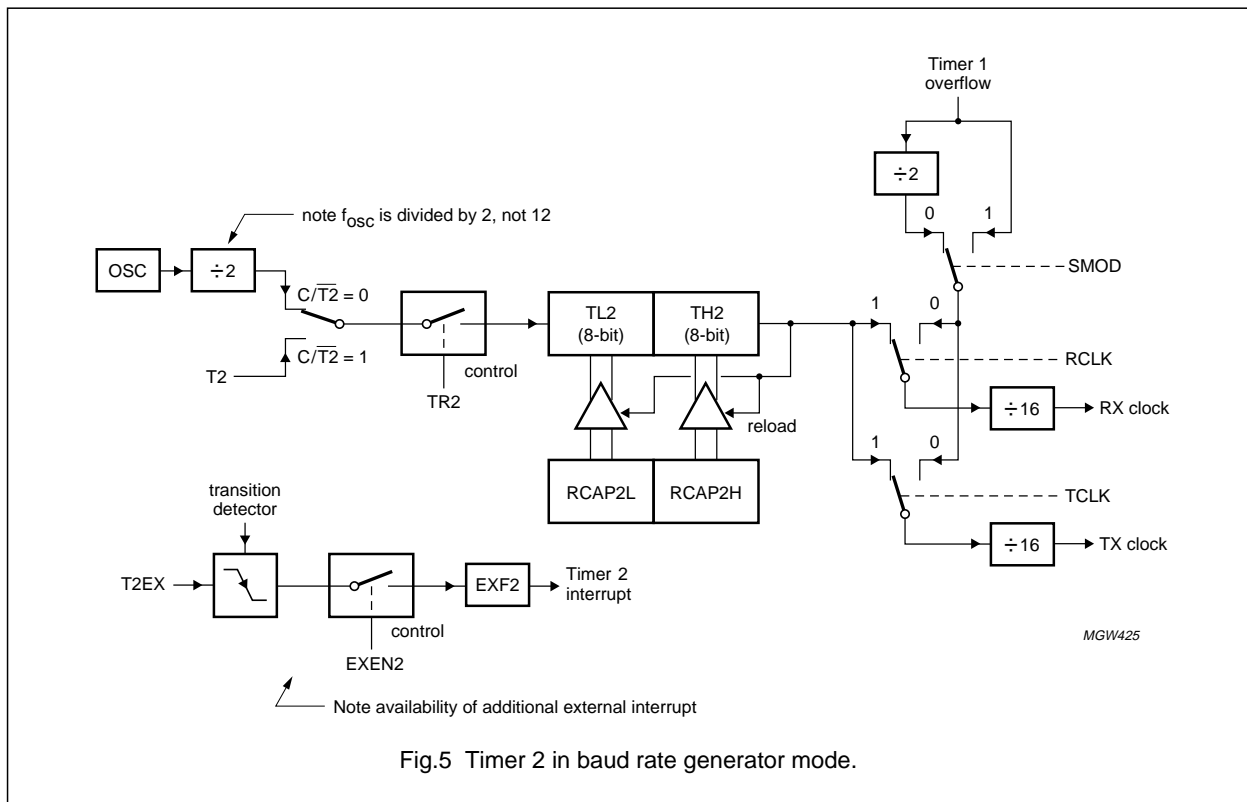 Timer 1
overflow
÷2
0
1
note fosc is divided by 2, not 12
OSC
÷2
SMOD
C/T2 = 0
TL2
(8-bit)
TH2
(8-bit)
1
0
C/T2 = 1
T2
RCLK
control
TR2
÷16
RX clock
reload
1
0
RCAP2L
RCAP2H
transition
detector
TCLK
÷16
TX clock
T2EX
EXF2
Timer 2
interrupt
control
MGW425
EXEN2
Note availability of additional external interrupt
Fig.5 Timer 2 in baud rate generator mode.